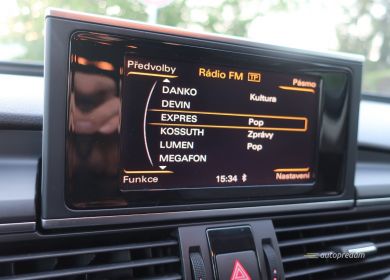 Předvolby
Rádio FM TP
Pásmo
DANKO Kultura
DEVIN
EXPRES Pop
KOSSUTH Zprávy
LUMEN Pop
MEGAFON
Funkce
15:34
Nastavení
autopredam